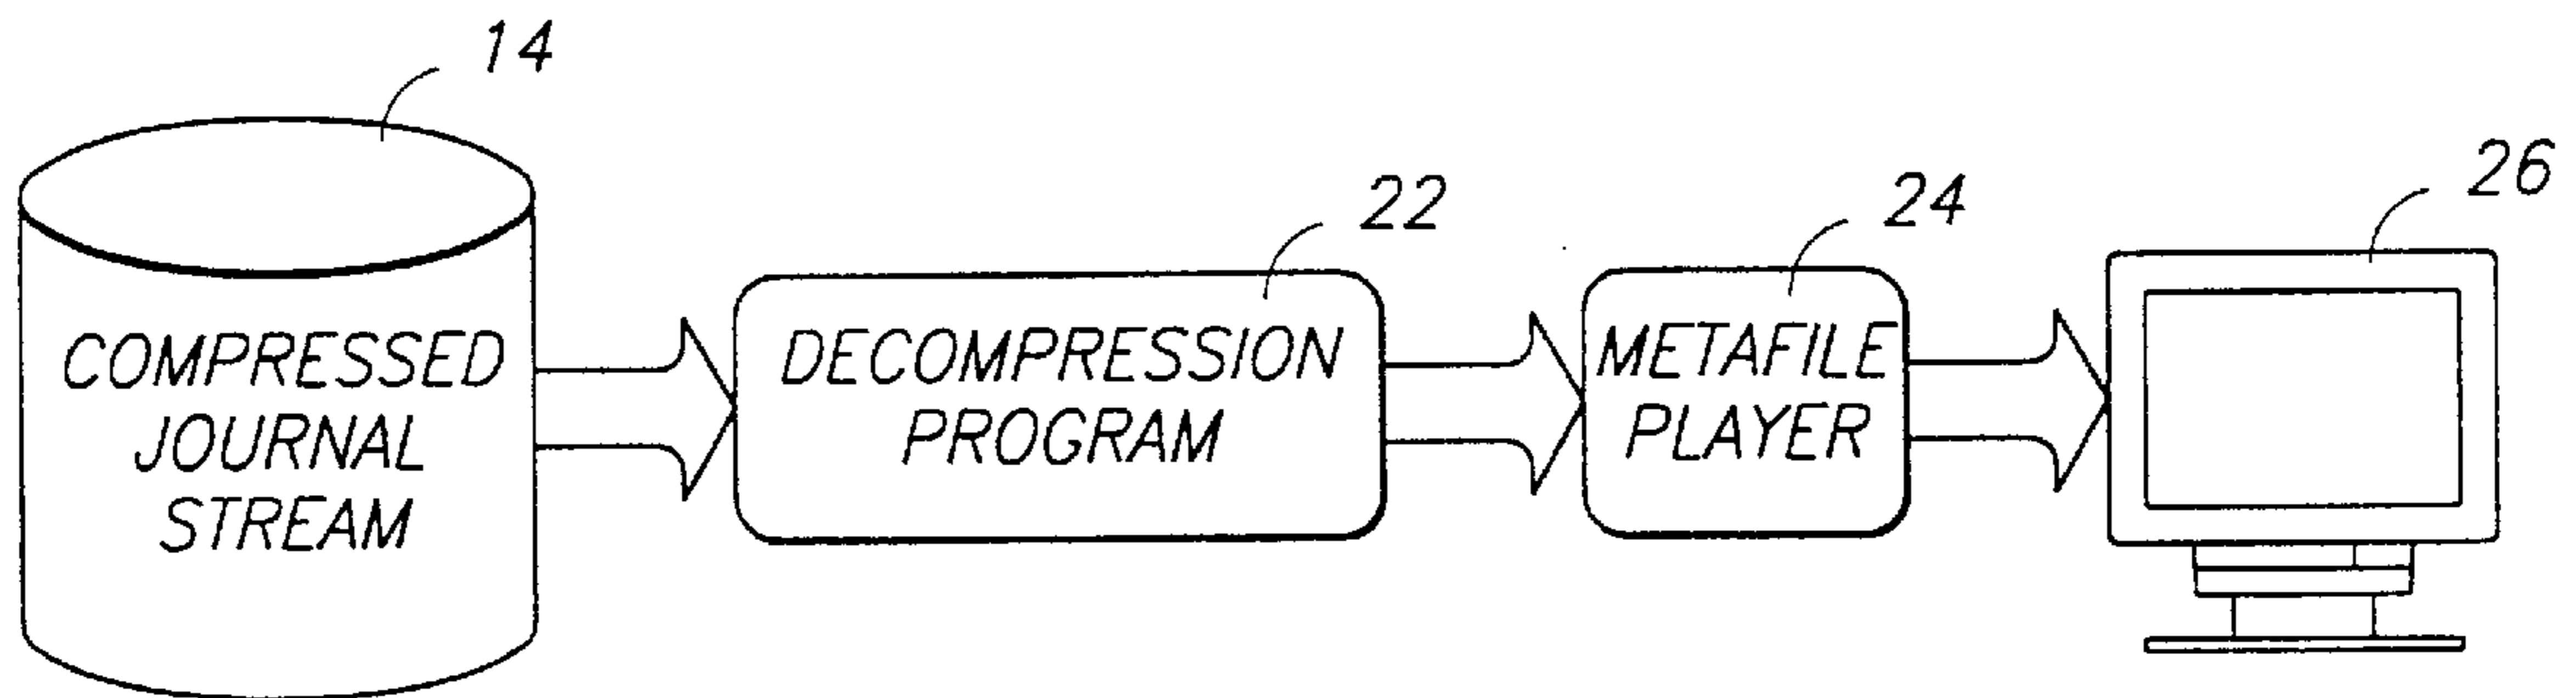 14
COMPRESSED
JOURNAL
STREAM
22
DECOMPRESSION
PROGRAM
24
METAFILE
PLAYER
26